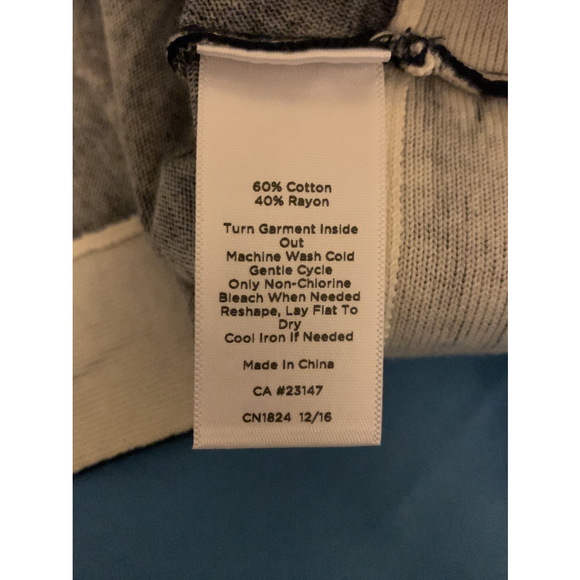 60% Cotton
40% Rayon
Turn Garment Inside
Out
Machine Wash Cold
Gentle Cycle
Only Non-Chlorine
Bleach When Needed
Reshape, Lay Flat To
Dry
Cool Iron If Needed
Made In China
CA #23147
CN1824 12/16